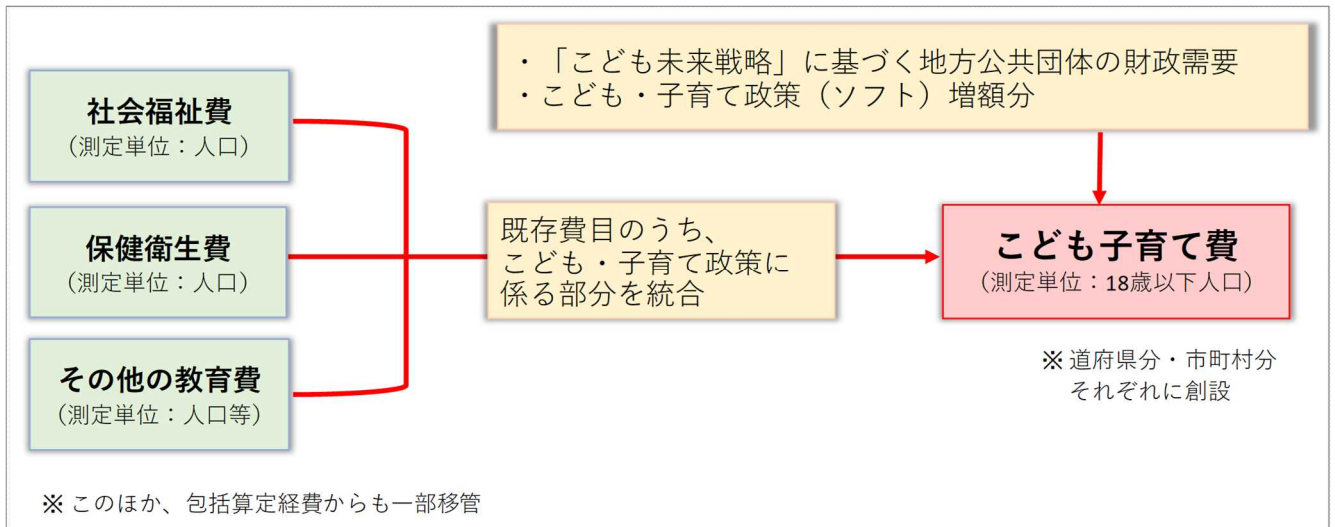 ・「こども未来戦略」に基づく地方公共団体の財政需要
・こども・子育て政策（ソフト）増額分
社会福祉費
（測定単位：人口）
保健衛生費
（測定単位：人口）
その他の教育費
（測定単位：人口等）
既存費目のうち、
こども・子育て政策に
係る部分を統合
こども子育て費
（測定単位：18歳以下人口）
※ 道府県分・市町村分
それぞれに創設
※ このほか、包括算定経費からも一部移管